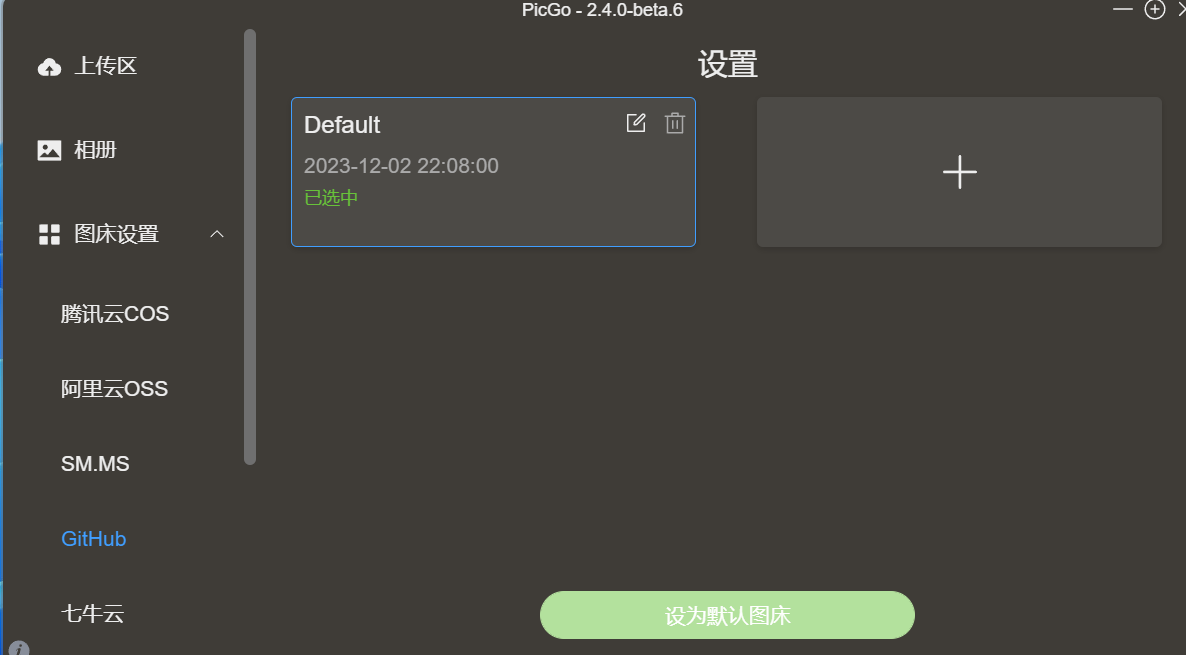 PicGo - 2.4.0-beta.6
上传区
相册
图床设置
腾讯云COS
阿里云OSS
SM.MS
GitHub
七牛云
设置
Default
2023-12-02 22:08:00
已选中
设为默认图床